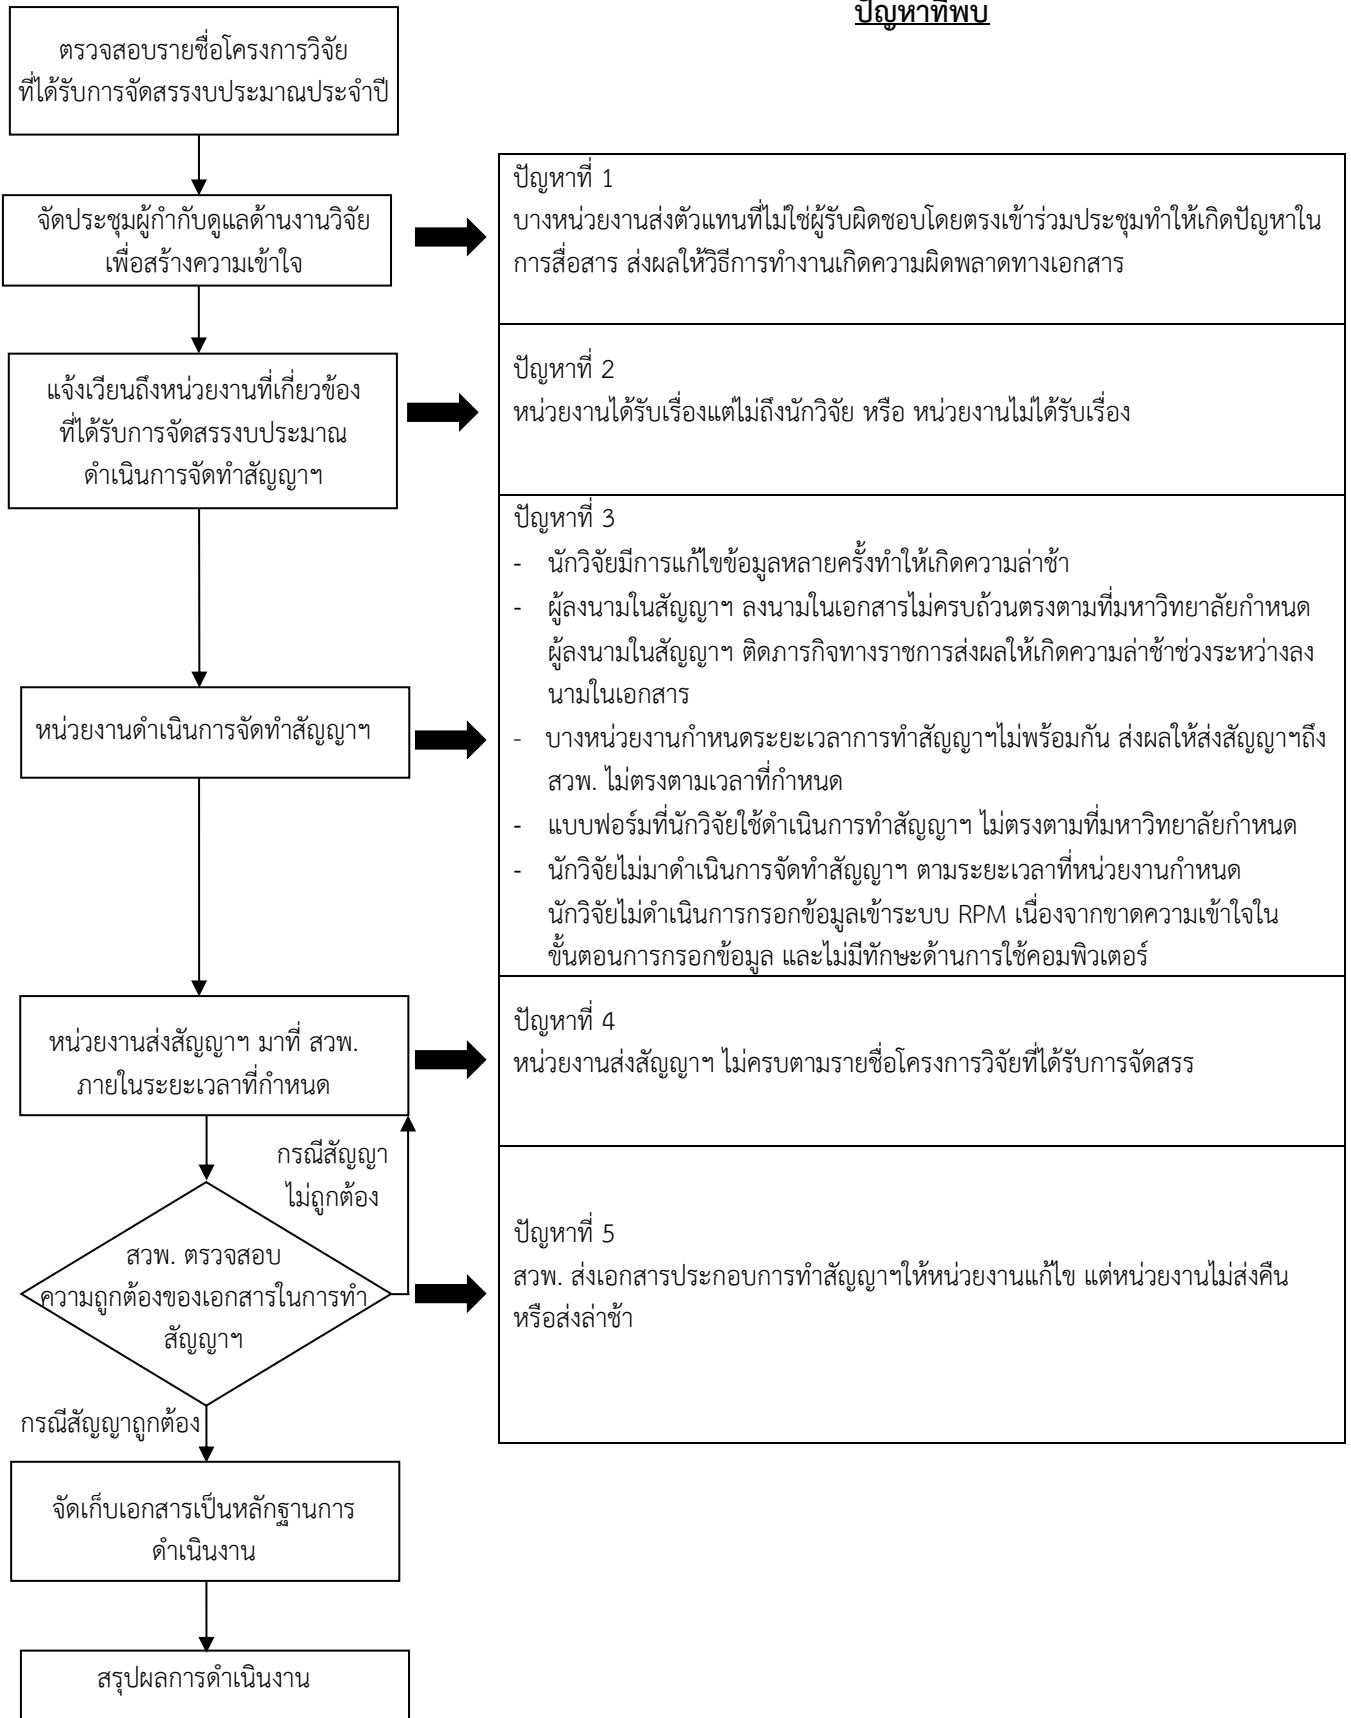 ปัญหาที่พบ
ตรวจสอบรายชื่อโครงการวิจัย
ที่ได้รับการจัดสรรงบประมาณประจำปี
จัดประชุมผู้กำกับดูแลด้านงานวิจัย
เพื่อสร้างความเข้าใจ
ปัญหาที่ 1
บางหน่วยงานส่งตัวแทนที่ไม่ใช่ผู้รับผิดชอบโดยตรงเข้าร่วมประชุมทำให้เกิดปัญหาใน
การสื่อสาร ส่งผลให้วิธีการทำงานเกิดความผิดพลาดทางเอกสาร
แจ้งเวียนถึงหน่วยงานที่เกี่ยวข้อง
ที่ได้รับการจัดสรรงบประมาณ
ดำเนินการจัดทำสัญญาฯ
ปัญหาที่ 2
หน่วยงานได้รับเรื่องแต่ไม่ถึงนักวิจัย หรือ หน่วยงานไม่ได้รับเรื่อง
หน่วยงานดำเนินการจัดทำสัญญาฯ
ปัญหาที่ 3
- นักวิจัยมีการแก้ไขข้อมูลหลายครั้งทำให้เกิดความล่าช้า
- ผู้ลงนามในสัญญาฯ ลงนามในเอกสารไม่ครบถ้วนตรงตามที่มหาวิทยาลัยกำหนด
ผู้ลงนามในสัญญาฯ ติดภารกิจทางราชการส่งผลให้เกิดความล่าช้าช่วงระหว่างลง
นามในเอกสาร
- บางหน่วยงานกำหนดระยะเวลาการทำสัญญาฯไม่พร้อมกัน ส่งผลให้ส่งสัญญาฯถึง
สวพ. ไม่ตรงตามเวลาที่กำหนด
- แบบฟอร์มที่นักวิจัยใช้ดำเนินการทำสัญญาฯ ไม่ตรงตามที่มหาวิทยาลัยกำหนด
- นักวิจัยไม่มาดำเนินการจัดทำสัญญาฯ ตามระยะเวลาที่หน่วยงานกำหนด
นักวิจัยไม่ดำเนินการกรอกข้อมูลเข้าระบบ RPM เนื่องจากขาดความเข้าใจใน
ขั้นตอนการกรอกข้อมูล และไม่มีทักษะด้านการใช้คอมพิวเตอร์
หน่วยงานส่งสัญญาฯ มาที่ สวพ.
ภายในระยะเวลาที่กำหนด
ปัญหาที่ 4
หน่วยงานส่งสัญญาฯ ไม่ครบตามรายชื่อโครงการวิจัยที่ได้รับการจัดสรร
กรณีสัญญา
ไม่ถูกต้อง
สวพ. ตรวจสอบ
ความถูกต้องของเอกสารในการทำ
สัญญาฯ
ปัญหาที่ 5
สวพ. ส่งเอกสารประกอบการทำสัญญาฯให้หน่วยงานแก้ไข แต่หน่วยงานไม่ส่งคืน
หรือส่งล่าช้า
กรณีสัญญาถูกต้อง
จัดเก็บเอกสารเป็นหลักฐานการ
ดำเนินงาน
สรุปผลการดำเนินงาน